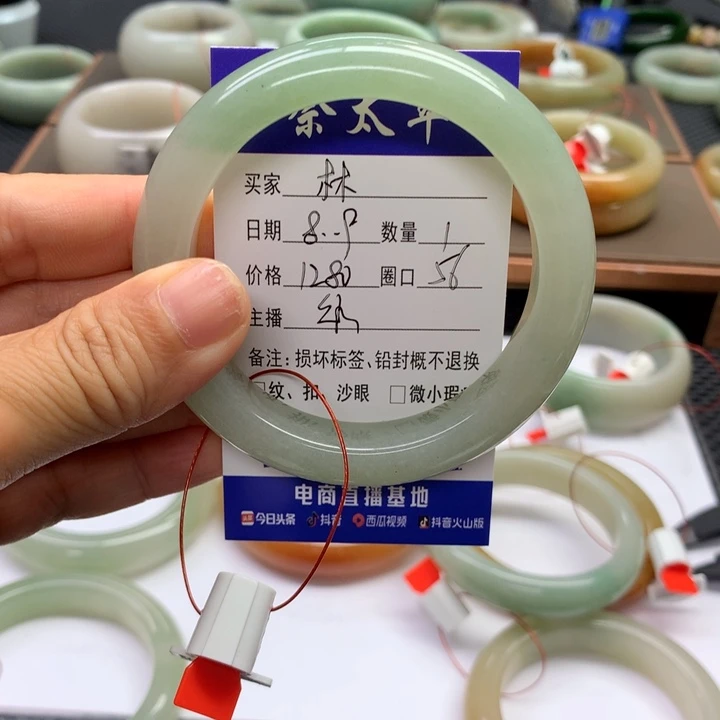 太
买家 林
日期 8..9 数量 1
价格 1280 圈口 56
主播
备注:损坏标签、铅封概不退换
纹、扣、沙眼 □微小瑕
电商直播基地
今日头条 抖音 西瓜视频 抖音火山版